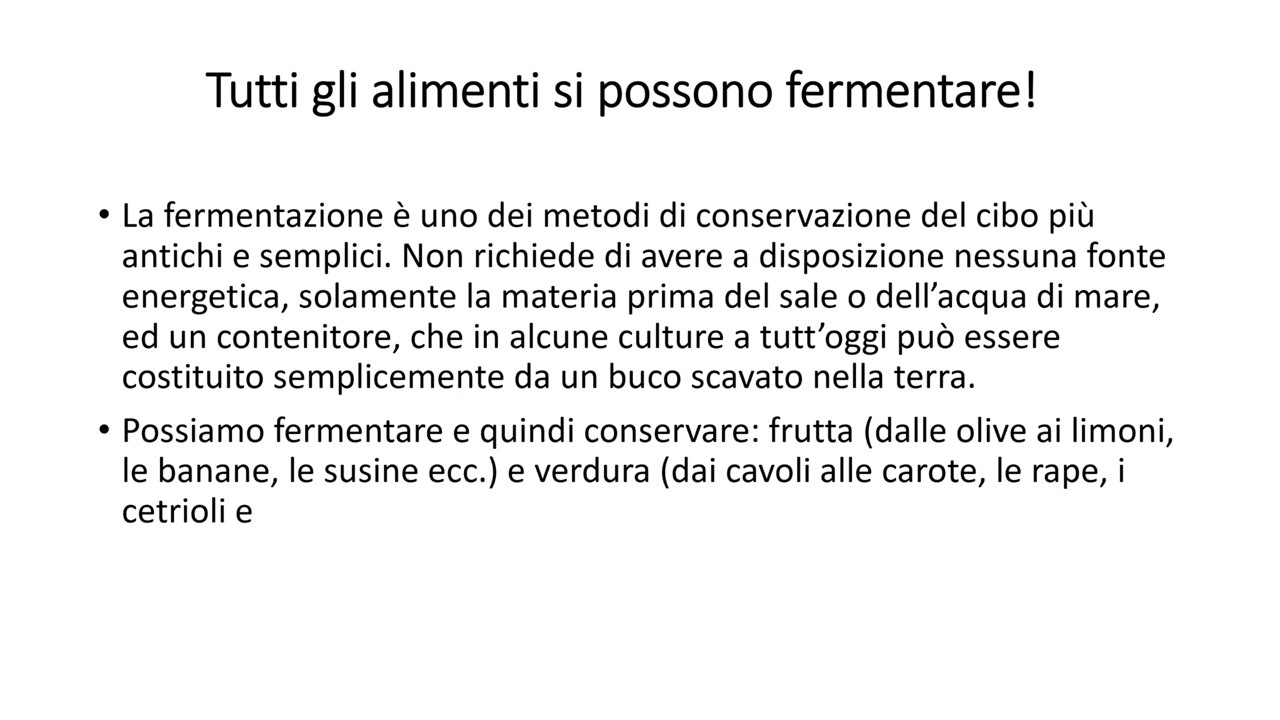 Tutti gli alimenti si possono fermentare!
• La fermentazione è uno dei metodi di conservazione del cibo più
antichi e semplici. Non richiede di avere a disposizione nessuna fonte
energetica, solamente la materia prima del sale o dell’acqua di mare,
ed un contenitore, che in alcune culture a tutt’oggi può essere
costituito semplicemente da un buco scavato nella terra.
• Possiamo fermentare e quindi conservare: frutta (dalle olive ai limoni,
le banane, le susine ecc.) e verdura (dai cavoli alle carote, le rape, i
cetrioli e